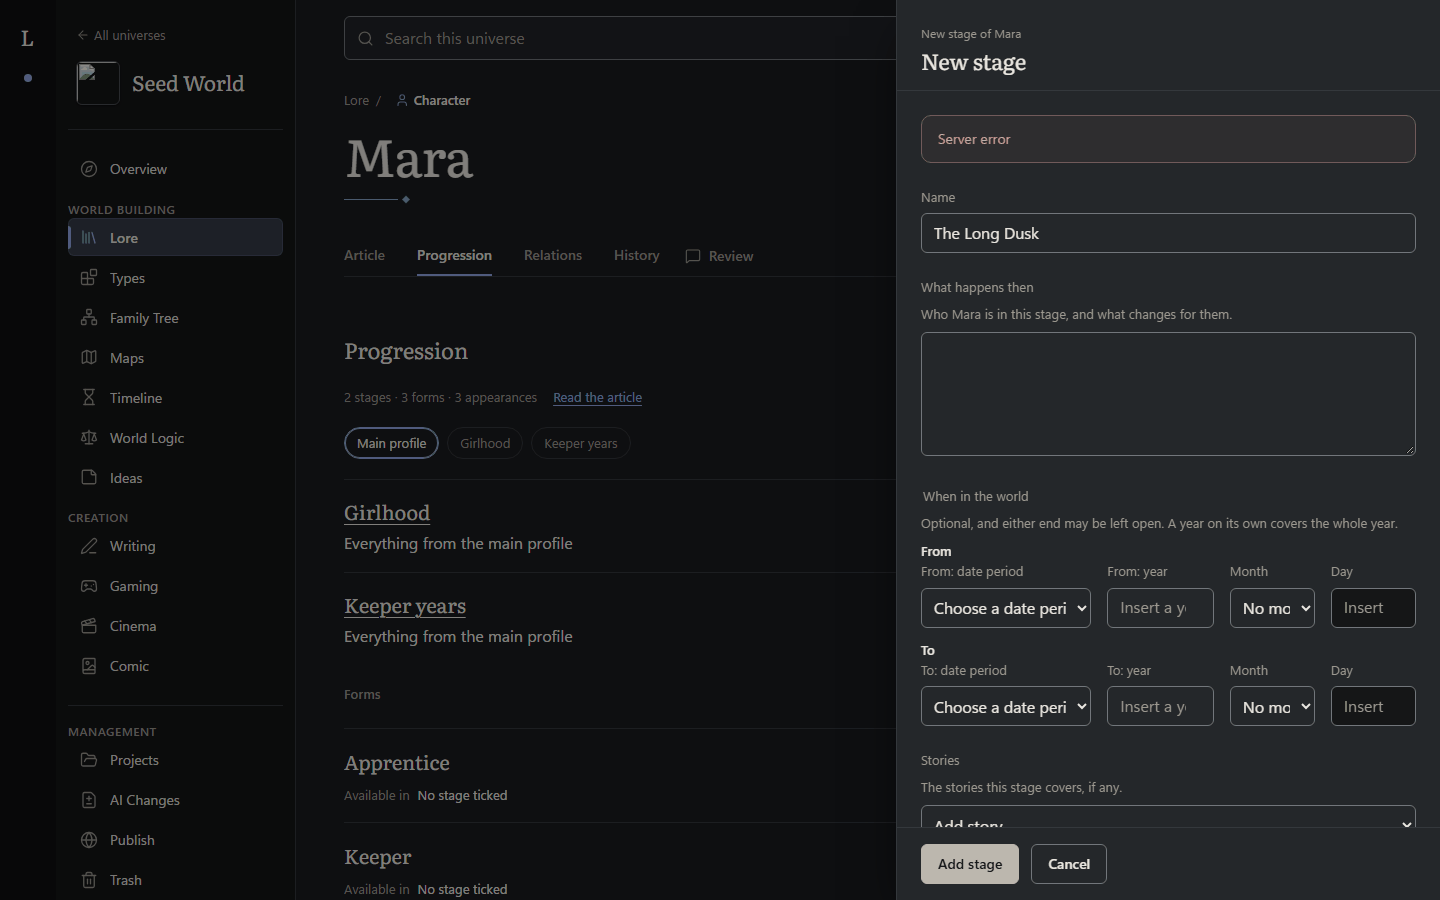 L
All universes
Seed World
Overview
WORLD BUILDING
Lore
Types
Family Tree
Maps
Timeline
World Logic
Ideas
CREATION
Writing
Gaming
Cinema
Comic
MANAGEMENT
Projects
AI Changes
Publish
Trash
Search this universe
Lore / Character
Mara
Article Progression Relations History Review
Progression
2 stages · 3 forms · 3 appearances Read the article
Main profile Girlhood Keeper years
Girlhood
Everything from the main profile
Keeper years
Everything from the main profile
Forms
Apprentice
Available in No stage ticked
Keeper
Available in No stage ticked
New stage of Mara
New stage
Server error
Name
The Long Dusk
What happens then
Who Mara is in this stage, and what changes for them.
When in the world
Optional, and either end may be left open. A year on its own covers the whole year.
From
From: date period From: year Month Day
Choose a date peri Insert a y No mo Insert
To
To: date period To: year Month Day
Choose a date peri Insert a y No mo Insert
Stories
The stories this stage covers, if any.
Add story
Add stage Cancel